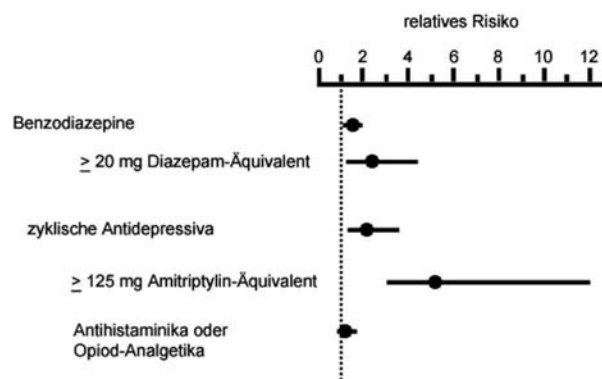 relatives Risiko
0 2 4 6 8 10 12
Benzodiazepine
≥ 20 mg Diazepam-Äquivalent
zyklische Antidepressiva
≥ 125 mg Amitriptylin-Äquivalent
Antihistaminika oder
Opiod-Analgetika